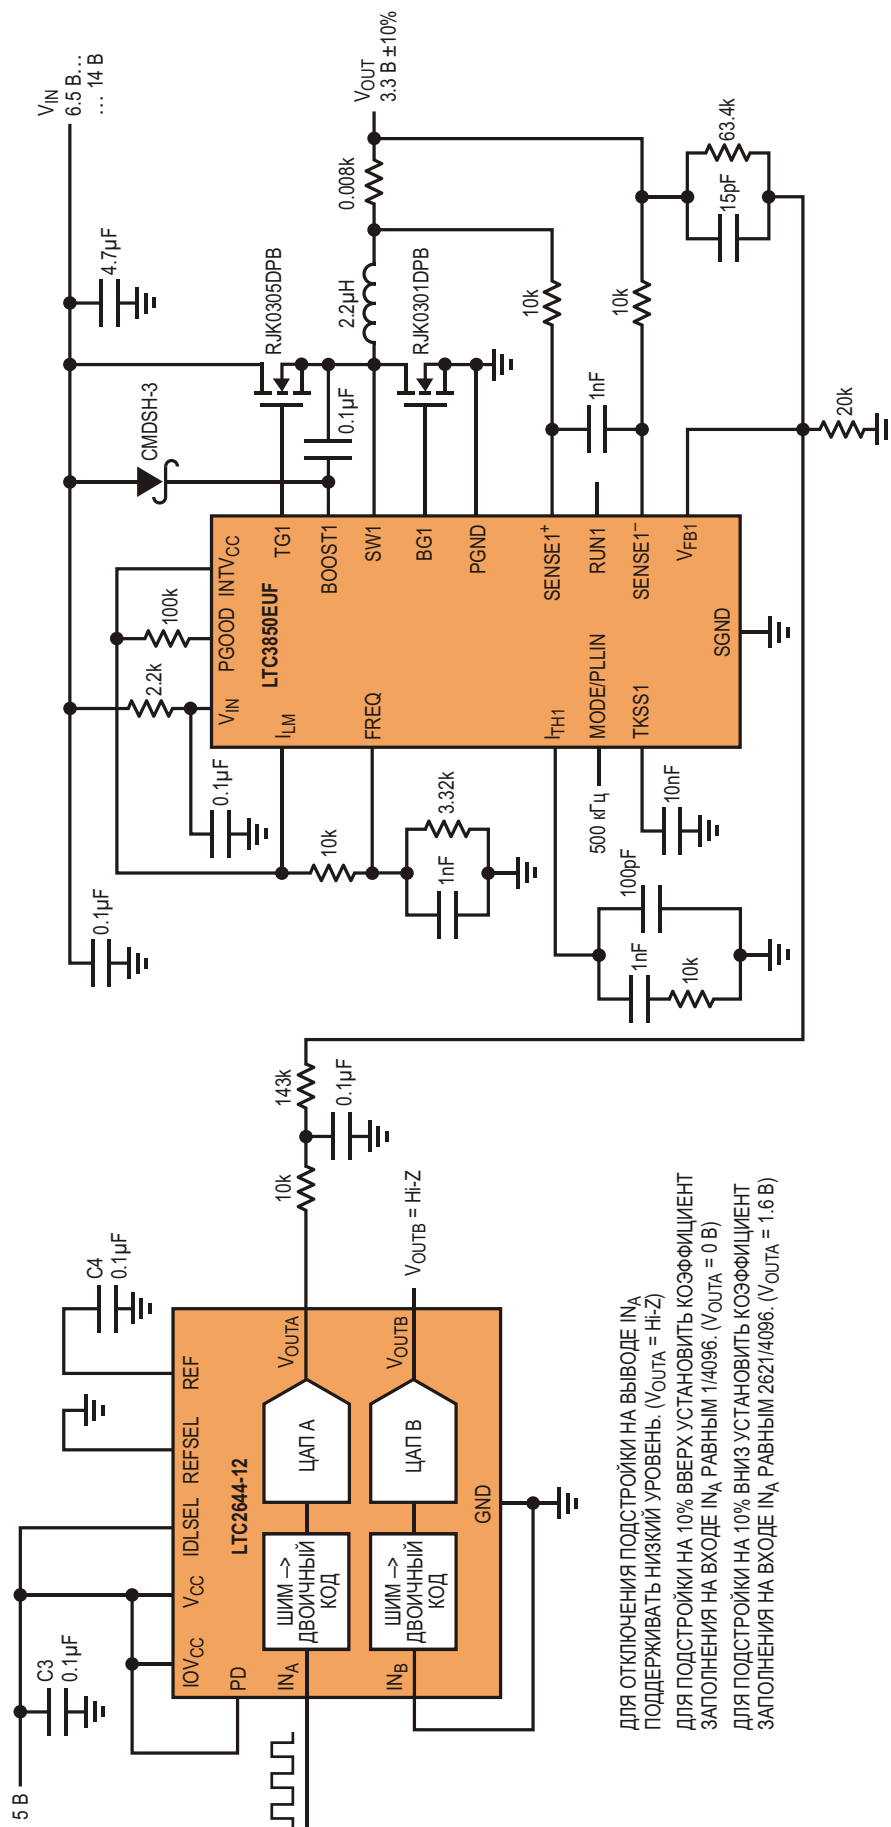 5 В
C3
0.1µF
IOVCC
VCC
IDLSEL
REFSEL
REF
C4
0.1µF
PD
LTC2644-12
INA
ШИМ –>
ДВОИЧНЫЙ
КОД
ЦАП A
VOUTA
INB
ШИМ –>
ДВОИЧНЫЙ
КОД
ЦАП B
VOUTB
GND
VOUTB = Hi-Z
10k
143k
0.1µF
VIN
6.5 В…
… 14 В
0.1µF
4.7µF
2.2k
0.1µF
100k
CMDSH-3
VIN
PGOOD
INTVCC
LTC3850EUF
ILM
FREQ
ITH1
MODE/PLLIN
TKSS1
SGND
TG1
BOOST1
SW1
BG1
PGND
SENSE1+
RUN1
SENSE1–
VFB1
10k
1nF
3.32k
500 кГц
10nF
100pF
1nF
10k
RJK0305DPB
0.1µF
2.2µH
RJK0301DPB
0.008k
VOUT
3.3 В ±10%
10k
10k
1nF
15pF
63.4k
20k
ДЛЯ ОТКЛЮЧЕНИЯ ПОДСТРОЙКИ НА ВЫВОДЕ INA
ПОДДЕРЖИВАТЬ НИЗКИЙ УРОВЕНЬ. (VOUTA = Hi-Z)
ДЛЯ ПОДСТРОЙКИ НА 10% ВВЕРХ УСТАНОВИТЬ КОЭФФИЦИЕНТ
ЗАПОЛНЕНИЯ НА ВХОДЕ INA РАВНЫМ 1/4096. (VOUTA = 0 В)
ДЛЯ ПОДСТРОЙКИ НА 10% ВНИЗ УСТАНОВИТЬ КОЭФФИЦИЕНТ
ЗАПОЛНЕНИЯ НА ВХОДЕ INA РАВНЫМ 2621/4096. (VOUTA = 1.6 В)